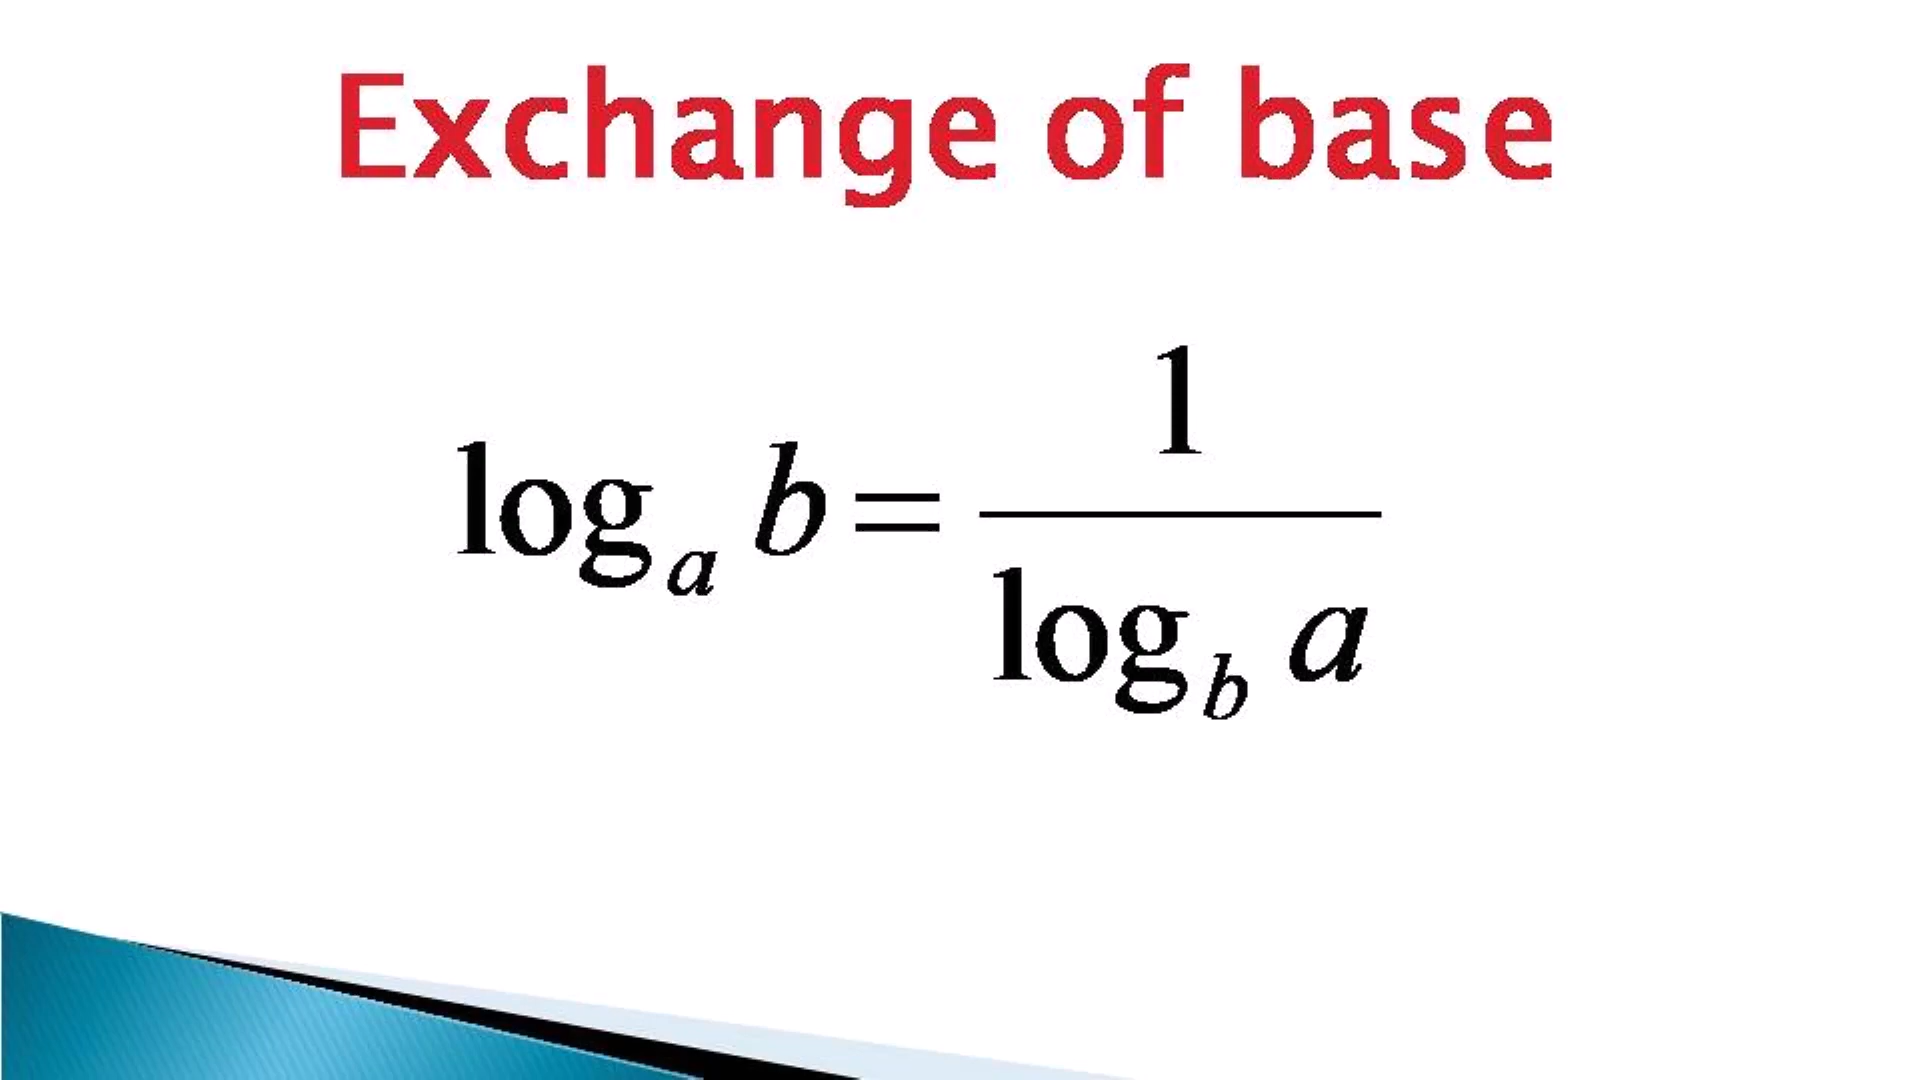 Exchange of base
log_a b = 1 / log_b a